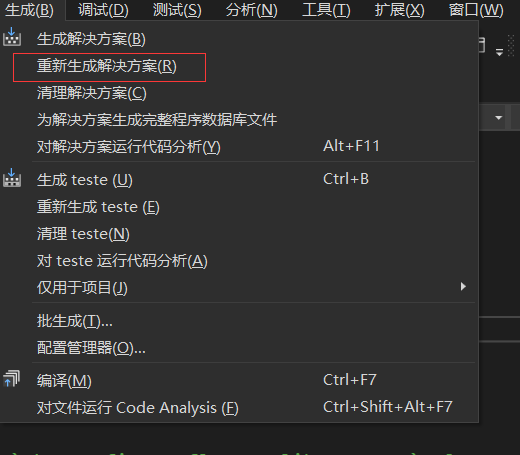 生成(B) 调试(D) 测试(S) 分析(N) 工具(T) 扩展(X) 窗口(W)
生成解决方案(B)
重新生成解决方案(R)
清理解决方案(C)
为解决方案生成完整程序数据库文件
对解决方案运行代码分析(Y) Alt+F11
生成 teste (U) Ctrl+B
重新生成 teste (E)
清理 teste(N)
对 teste 运行代码分析(A)
仅用于项目(J)
批生成(T)...
配置管理器(O)...
编译(M) Ctrl+F7
对文件运行 Code Analysis (F) Ctrl+Shift+Alt+F7